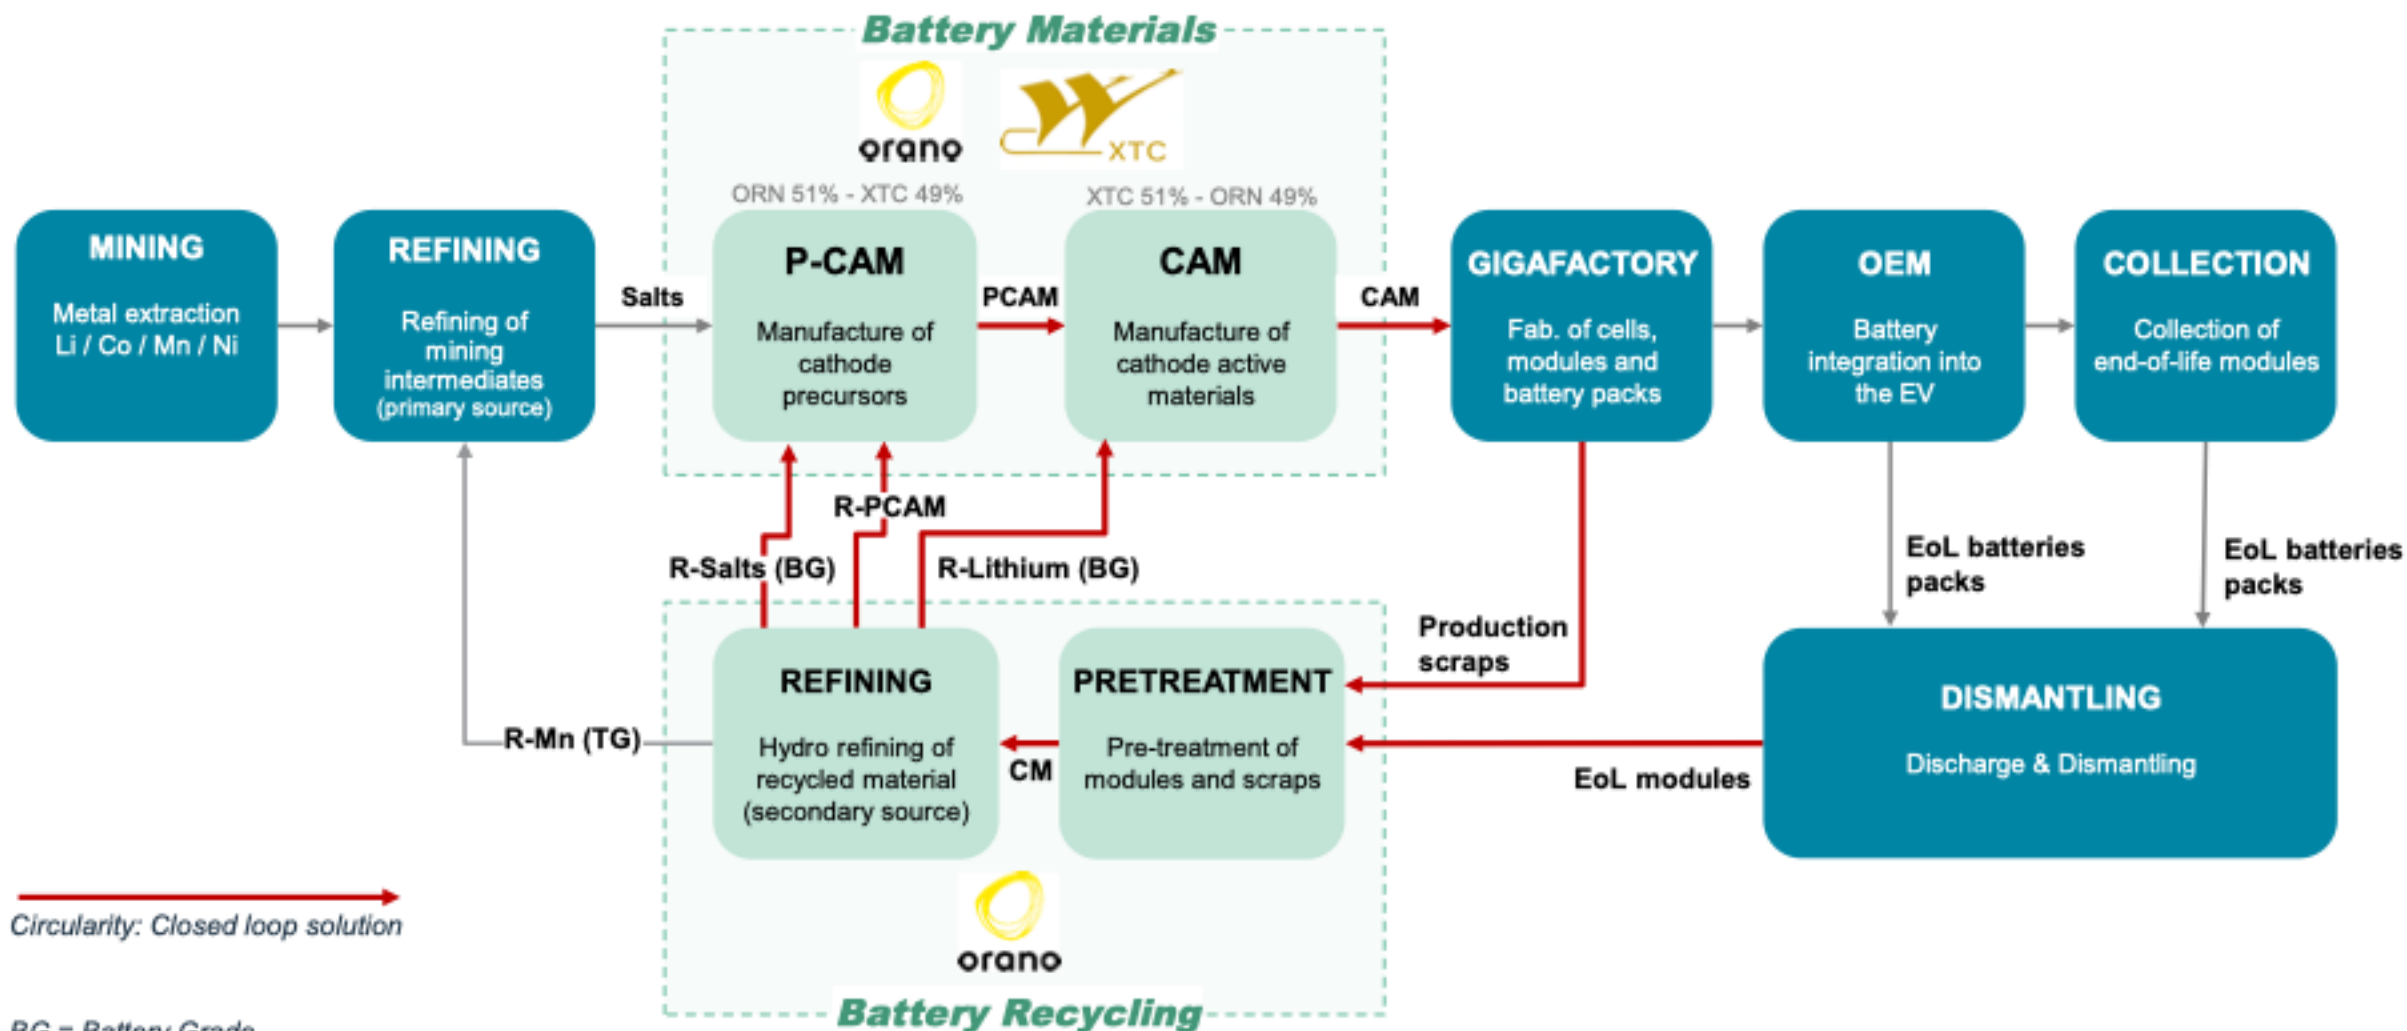 Battery Materials
orano
XTC
ORN 51% - XTC 49%
XTC 51% - ORN 49%
MINING
Metal extraction
Li / Co / Mn / Ni
REFINING
Refining of
mining
intermediates
(primary source)
Salts
P-CAM
Manufacture of
cathode
precursors
PCAM
CAM
Manufacture of
cathode active
materials
CAM
GIGAFACTORY
Fab. of cells,
modules and
battery packs
OEM
Battery
integration into
the EV
COLLECTION
Collection of
end-of-life modules
R-PCAM
R-Salts (BG)
R-Lithium (BG)
EoL batteries
packs
EoL batteries
packs
Production
scraps
REFINING
Hydro refining of
recycled material
(secondary source)
PRETREATMENT
Pre-treatment of
modules and scraps
DISMANTLING
Discharge & Dismantling
R-Mn (TG)
CM
EoL modules
Circularity: Closed loop solution
orano
Battery Recycling
BG = Battery Grade